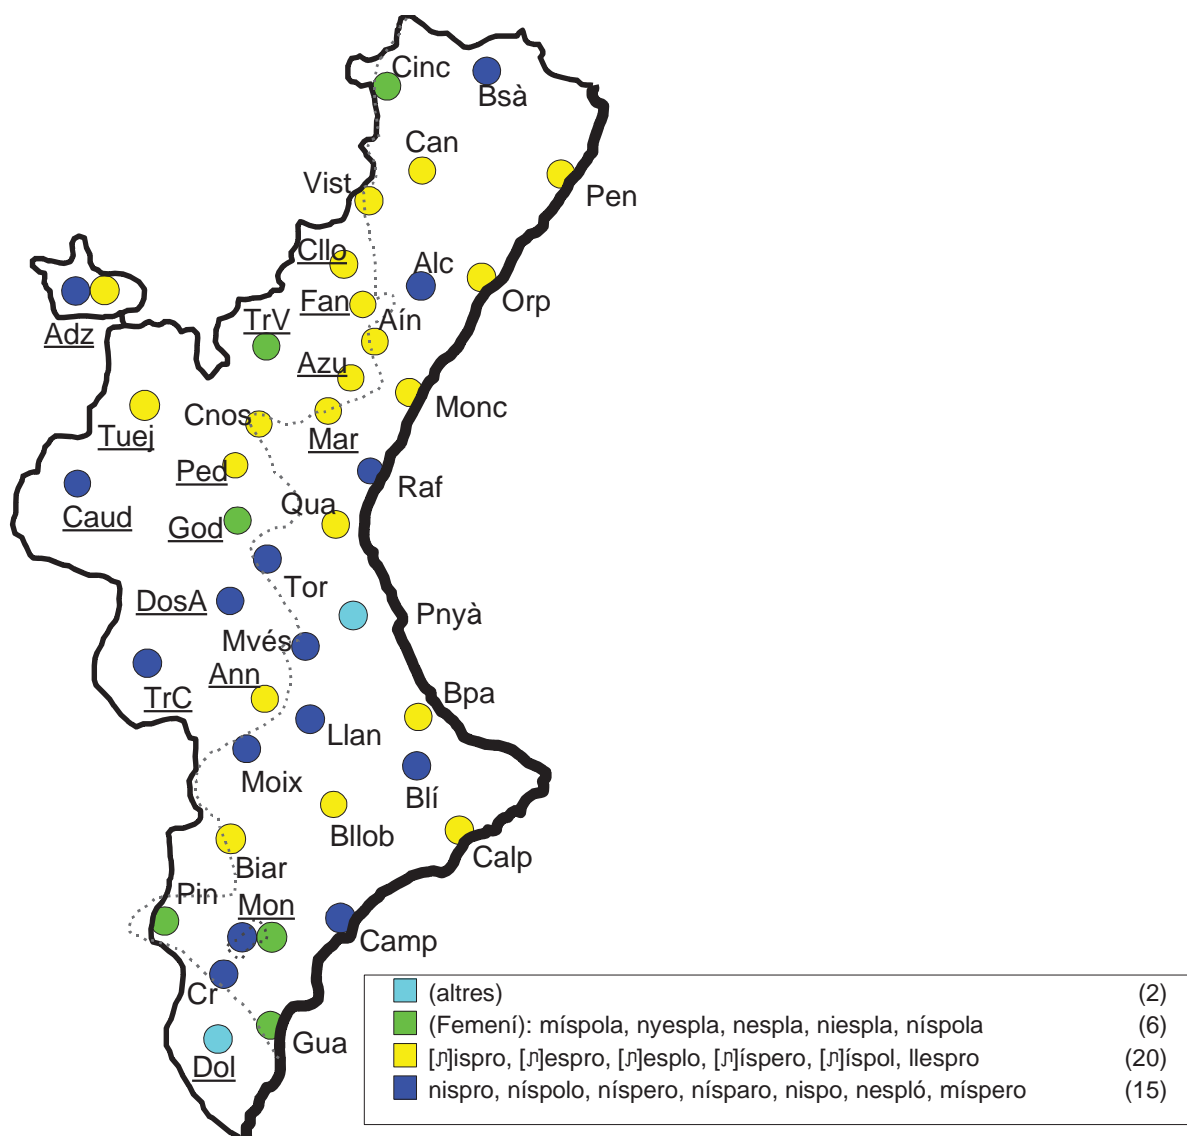 Cinc
Bsà
Can
Vist
Pen
Cllo
Alc
Fan
Orp
TrV
Aín
Adz
Azu
Monc
Cnos
Tuej
Mar
Ped
Raf
Qua
Caud
God
Tor
DosA
Pnyà
Mvés
Ann
TrC
Bpa
Llan
Moix
Blí
Bllob
Calp
Biar
Pin
Mon
Camp
Cr
Gua
Dol
(altres) (2)
(Femení): míspola, nyespla, nespla, niespla, níspola (6)
[ɲ]ispro, [ɲ]espro, [ɲ]esplo, [ɲ]íspero, [ɲ]íspol, llespro (20)
nispro, níspolo, níspero, nísparo, nispo, nespló, míspero (15)